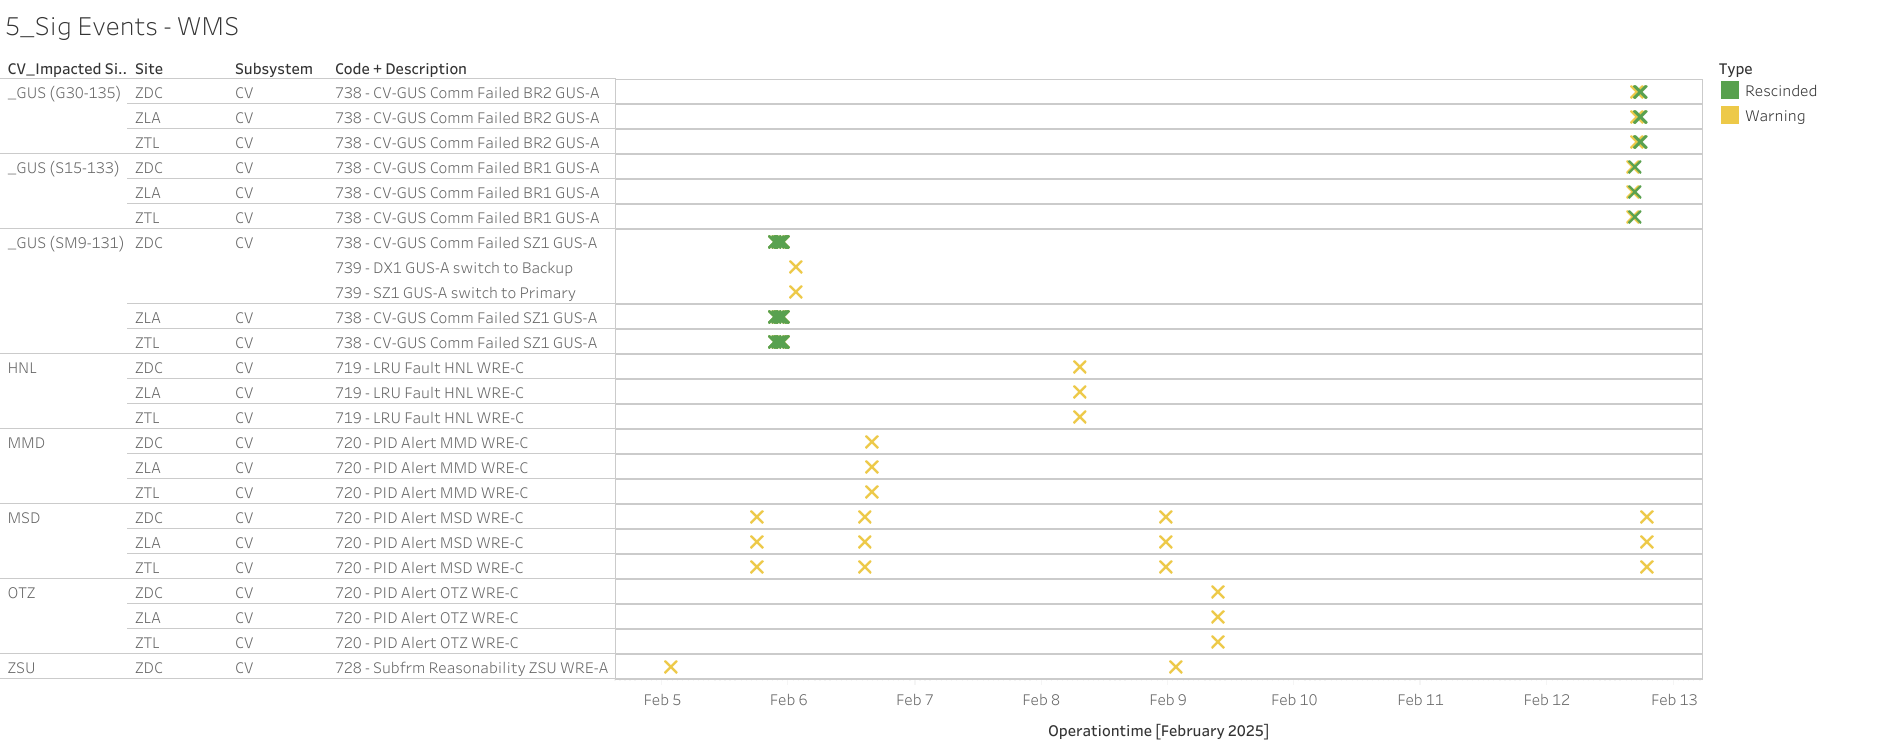 5_Sig Events - WMS
CV_Impacted Si.. Site Subsystem Code + Description
Type
Rescinded
Warning
_GUS (G30-135) ZDC CV 738 - CV-GUS Comm Failed BR2 GUS-A
ZLA CV 738 - CV-GUS Comm Failed BR2 GUS-A
ZTL CV 738 - CV-GUS Comm Failed BR2 GUS-A
_GUS (S15-133) ZDC CV 738 - CV-GUS Comm Failed BR1 GUS-A
ZLA CV 738 - CV-GUS Comm Failed BR1 GUS-A
ZTL CV 738 - CV-GUS Comm Failed BR1 GUS-A
_GUS (SM9-131) ZDC CV 738 - CV-GUS Comm Failed SZ1 GUS-A
739 - DX1 GUS-A switch to Backup
739 - SZ1 GUS-A switch to Primary
ZLA CV 738 - CV-GUS Comm Failed SZ1 GUS-A
ZTL CV 738 - CV-GUS Comm Failed SZ1 GUS-A
HNL ZDC CV 719 - LRU Fault HNL WRE-C
ZLA CV 719 - LRU Fault HNL WRE-C
ZTL CV 719 - LRU Fault HNL WRE-C
MMD ZDC CV 720 - PID Alert MMD WRE-C
ZLA CV 720 - PID Alert MMD WRE-C
ZTL CV 720 - PID Alert MMD WRE-C
MSD ZDC CV 720 - PID Alert MSD WRE-C
ZLA CV 720 - PID Alert MSD WRE-C
ZTL CV 720 - PID Alert MSD WRE-C
OTZ ZDC CV 720 - PID Alert OTZ WRE-C
ZLA CV 720 - PID Alert OTZ WRE-C
ZTL CV 720 - PID Alert OTZ WRE-C
ZSU ZDC CV 728 - Subfrm Reasonability ZSU WRE-A
Feb 5 Feb 6 Feb 7 Feb 8 Feb 9 Feb 10 Feb 11 Feb 12 Feb 13
Operationtime [February 2025]